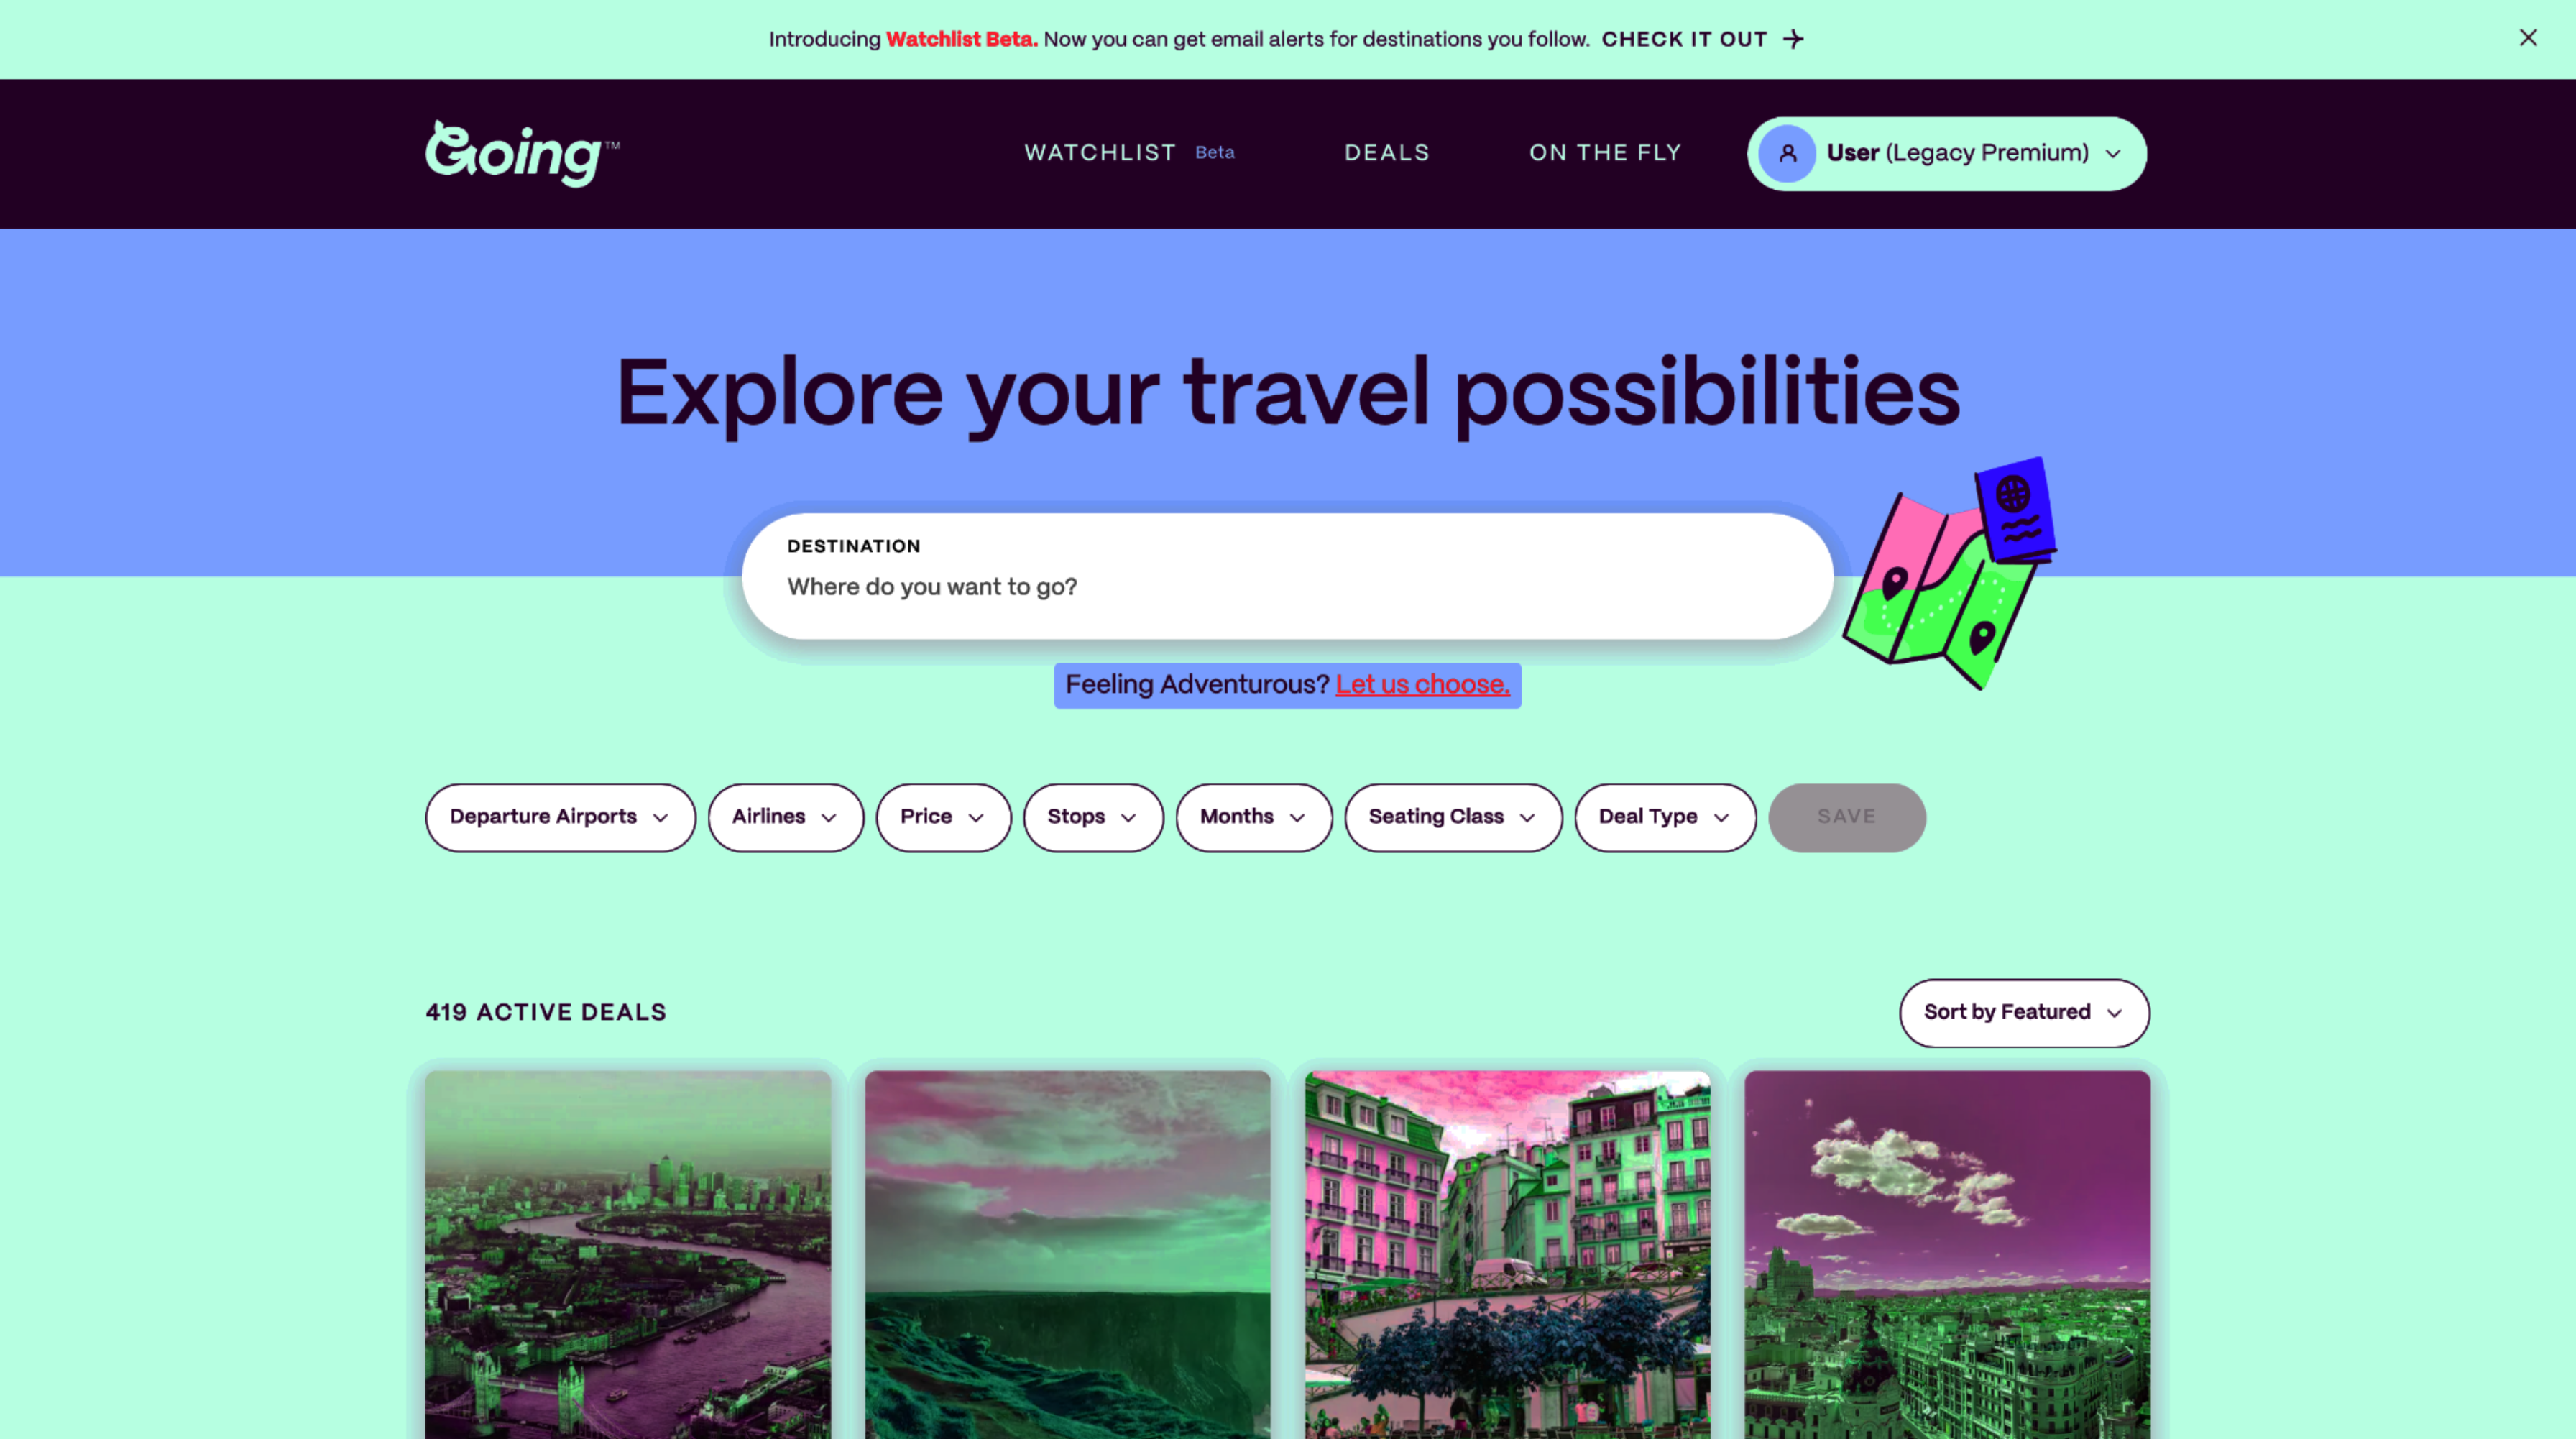 Introducing Watchlist Beta. Now you can get email alerts for destinations you follow. CHECK IT OUT
Going™
WATCHLIST Beta
DEALS
ON THE FLY
User (Legacy Premium)
Explore your travel possibilities
DESTINATION
Where do you want to go?
Feeling Adventurous? Let us choose.
Departure Airports
Airlines
Price
Stops
Months
Seating Class
Deal Type
SAVE
419 ACTIVE DEALS
Sort by Featured